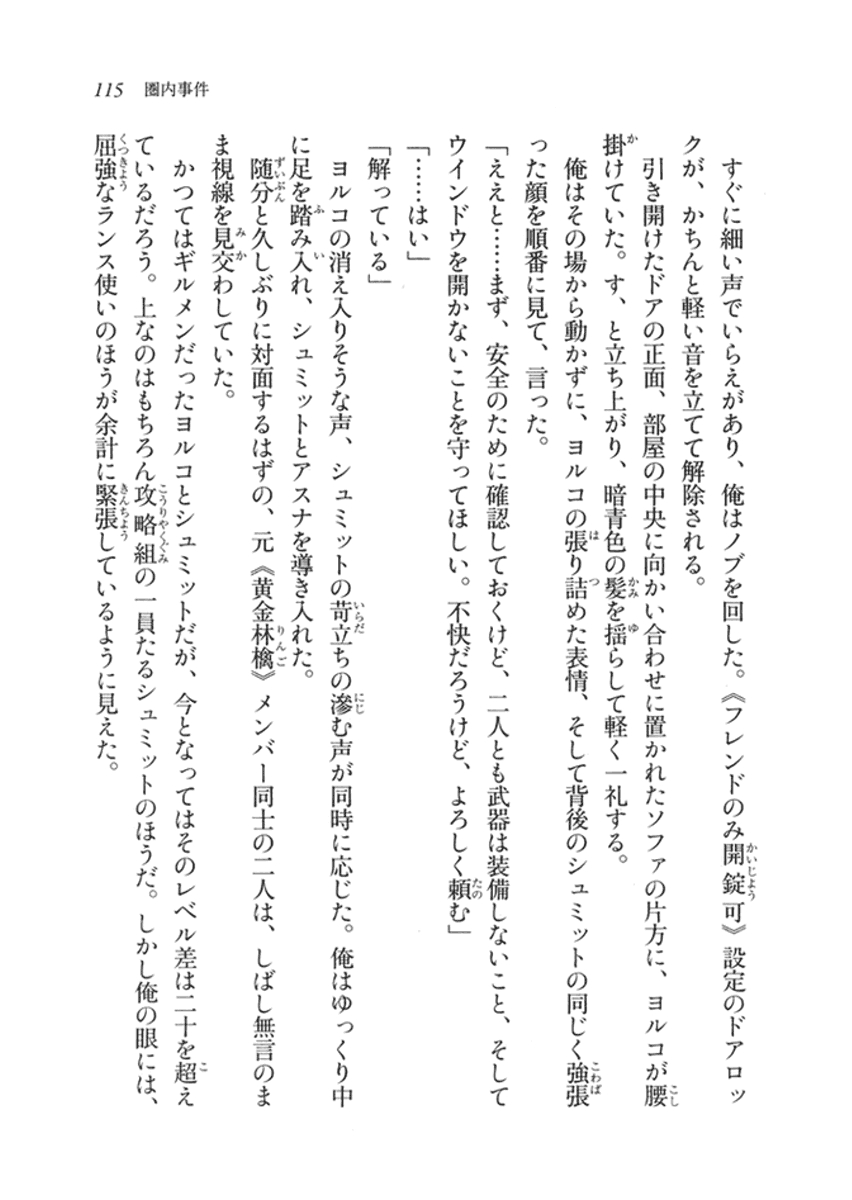 115 圏内事件
すぐに細い声でいらえがあり、俺はノブを回した。《フレンドのみ開錠可》設定のドアロッ
クが、かちんと軽い音を立てて解除される。
引き開けたドアの正面、部屋の中央に向かい合わせに置かれたソファの片方に、ヨルコが腰
掛けていた。す、と立ち上がり、暗青色の髪を揺らして軽く一礼する。
俺はその場から動かずに、ヨルコの張り詰めた表情、そして背後のシュミットの同じく強張
った顔を順番に見て、言った。
「ええと……まず、安全のために確認しておくけど、二人とも武器は装備しないこと、そして
ウインドウを開かないことを守ってほしい。不快だろうけど、よろしく頼む」
「……はい」
「解っている」
ヨルコの消え入りそうな声、シュミットの苛立ちの滲む声が同時に応じた。俺はゆっくり中
に足を踏み入れ、シュミットとアスナを導き入れた。
随分と久しぶりに対面するはずの、元《黄金林檎》メンバー同士の二人は、しばし無言のま
ま視線を見交わしていた。
かつてはギルメンだったヨルコとシュミットだが、今となってはそのレベル差は二十を超え
ているだろう。上なのはもちろん攻略組の一員たるシュミットのほうだ。しかし俺の眼には、
屈強なランス使いのほうが余計に緊張しているように見えた。